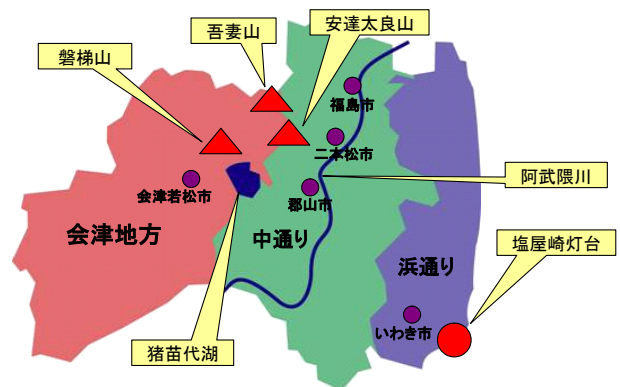 吾妻山
安達太良山
磐梯山
福島市
二本松市
阿武隈川
会津若松市
郡山市
会津地方
中通り
浜通り
塩屋崎灯台
いわき市
猪苗代湖